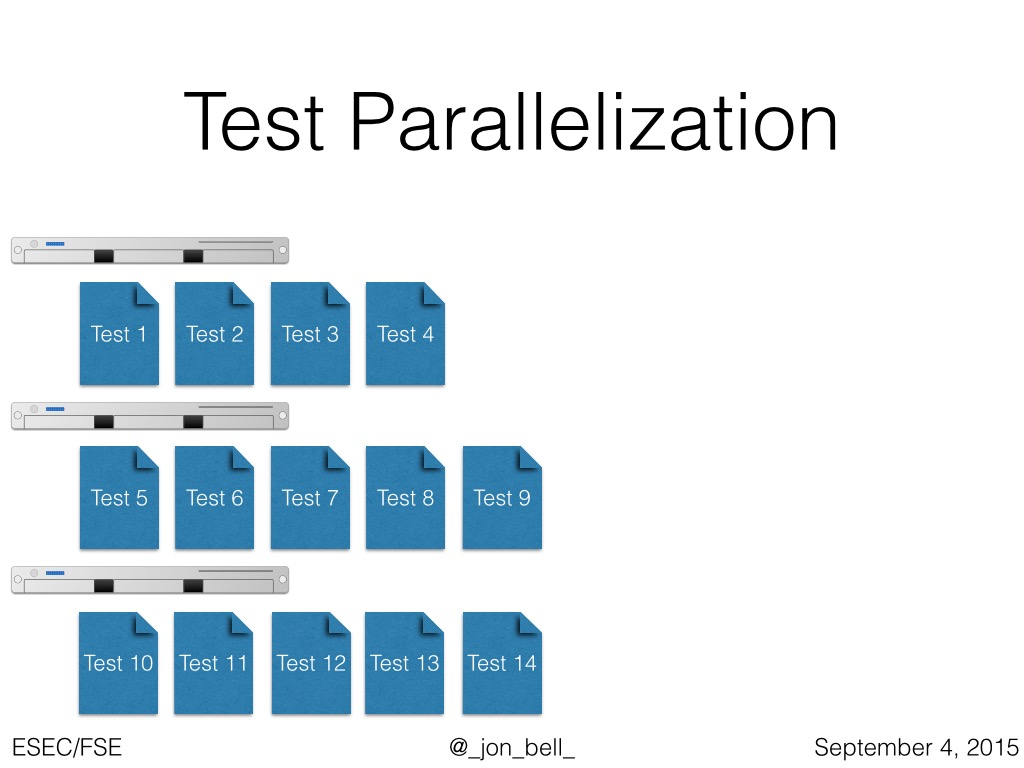 Test Parallelization
Test 1 Test 2 Test 3 Test 4
Test 5 Test 6 Test 7 Test 8 Test 9
Test 10 Test 11 Test 12 Test 13 Test 14
ESEC/FSE @_jon_bell_ September 4, 2015